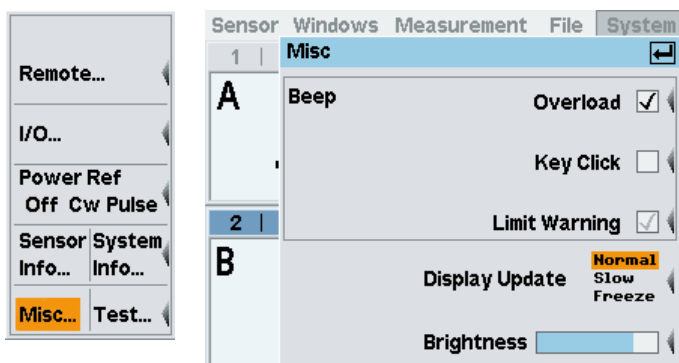 Remote...
I/O...
Power Ref
Off Cw Pulse
Sensor System
Info... Info...
Misc... Test...
Sensor Windows Measurement File System
1 Misc
A
Beep Overload
Key Click
Limit Warning
2
B
Display Update Normal
Slow
Freeze
Brightness